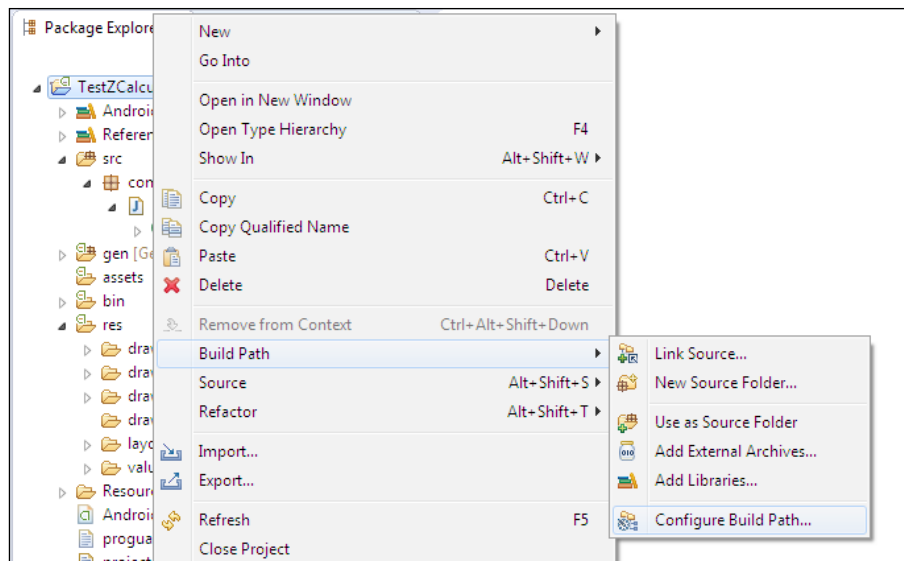 Package Explore
TestZCalcu
Androi
Referen
src
con
gen [Ge
assets
bin
res
dra
dra
dra
dra
layo
valu
Resour
Androi
progua
New
Go Into
Open in New Window
Open Type Hierarchy F4
Show In Alt+Shift+W
Copy Ctrl+C
Copy Qualified Name
Paste Ctrl+V
Delete Delete
Remove from Context Ctrl+Alt+Shift+Down
Build Path
Source Alt+Shift+S
Refactor Alt+Shift+T
Import...
Export...
Refresh F5
Close Project
Link Source...
New Source Folder...
Use as Source Folder
Add External Archives...
Add Libraries...
Configure Build Path...